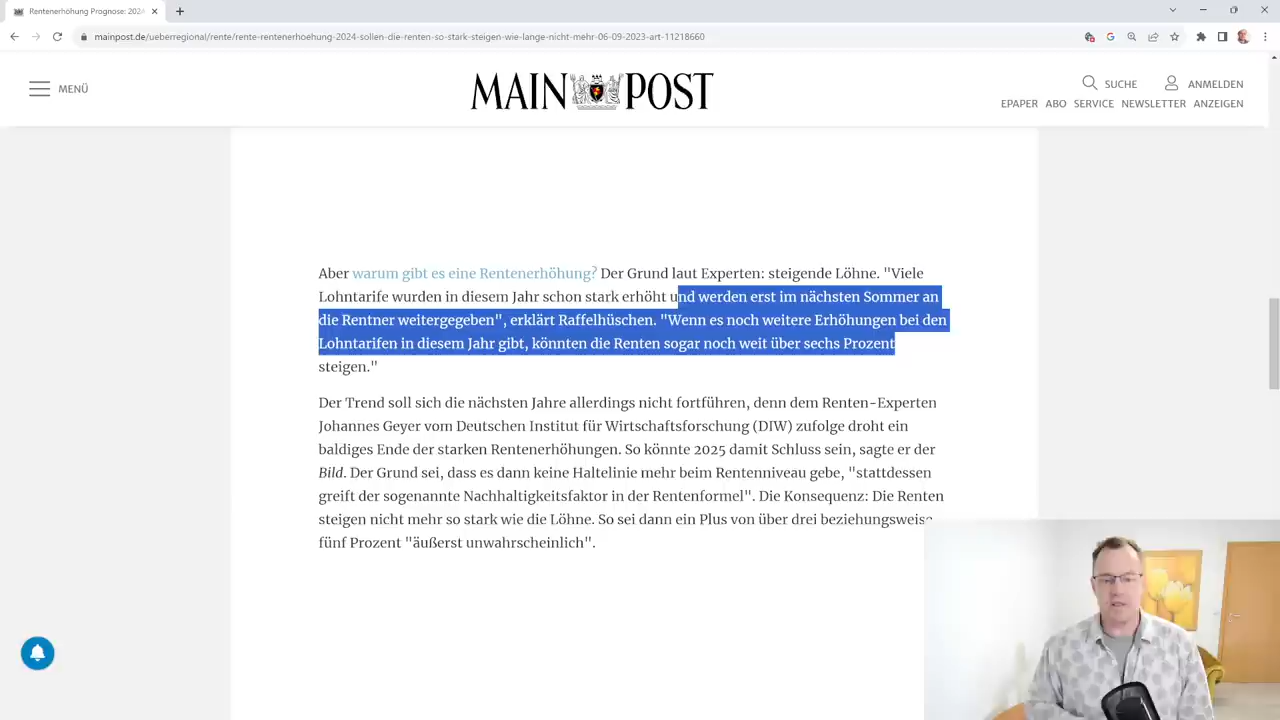 Rentenerhöhung Prognose: 202
mainpost.de/ueberregional/rente/rente-rentenerhoehung-2024-sollen-die-renten-so-stark-steigen-wie-lange-nicht-mehr-06-09-2023-art-11218660
MENÜ
MAIN POST
SUCHE
ANMELDEN
EPAPER ABO SERVICE NEWSLETTER ANZEIGEN
Aber warum gibt es eine Rentenerhöhung? Der Grund laut Experten: steigende Löhne. "Viele
Lohntarife wurden in diesem Jahr schon stark erhöht und werden erst im nächsten Sommer an
die Rentner weitergegeben", erklärt Raffelhüschen. "Wenn es noch weitere Erhöhungen bei den
Lohntarifen in diesem Jahr gibt, könnten die Renten sogar noch weit über sechs Prozent
steigen."
Der Trend soll sich die nächsten Jahre allerdings nicht fortführen, denn dem Renten-Experten
Johannes Geyer vom Deutschen Institut für Wirtschaftsforschung (DIW) zufolge droht ein
baldiges Ende der starken Rentenerhöhungen. So könnte 2025 damit Schluss sein, sagte er der
Bild. Der Grund sei, dass es dann keine Haltelinie mehr beim Rentenniveau gebe, "stattdessen
greift der sogenannte Nachhaltigkeitsfaktor in der Rentenformel". Die Konsequenz: Die Renten
steigen nicht mehr so stark wie die Löhne. So sei dann ein Plus von über drei beziehungsweise
fünf Prozent "äußerst unwahrscheinlich".